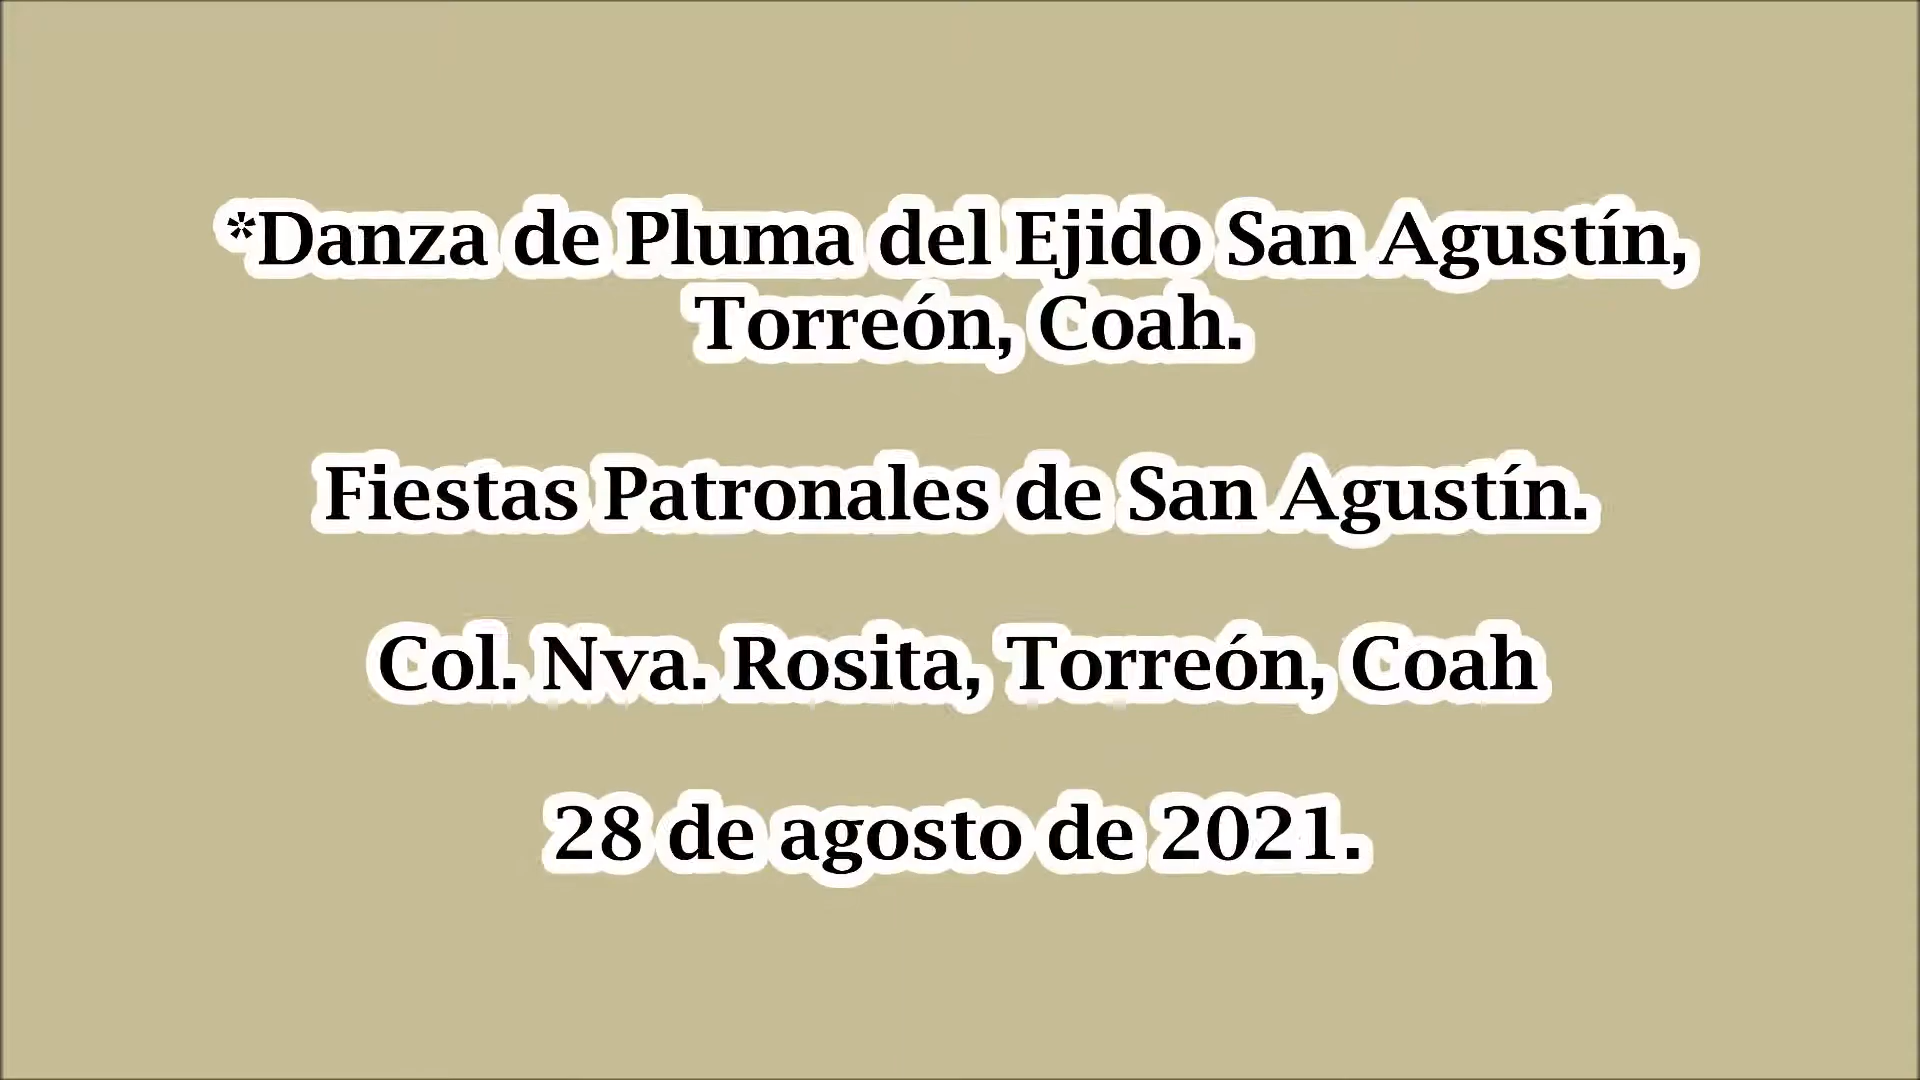 *Danza de Pluma del Ejido San Agustín,
Torreón, Coah.
Fiestas Patronales de San Agustín.
Col. Nva. Rosita, Torreón, Coah
28 de agosto de 2021.